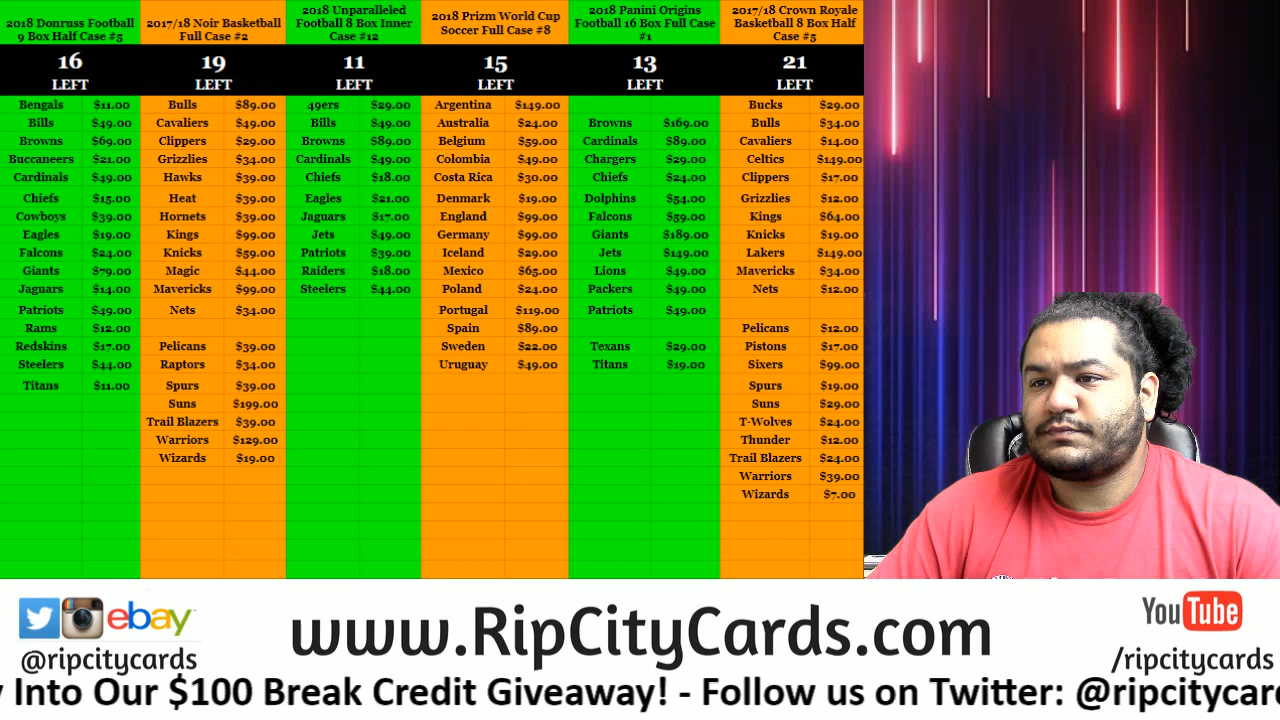 2018 Donruss Football
9 Box Half Case #5
16
LEFT
Bengals $11.00
Bills $49.00
Browns $69.00
Buccaneers $21.00
Cardinals $49.00
Chiefs $15.00
Cowboys $39.00
Eagles $19.00
Falcons $24.00
Giants $79.00
Jaguars $14.00
Patriots $49.00
Rams $12.00
Redskins $17.00
Steelers $44.00
Titans $11.00
2017/18 Noir Basketball
Full Case #2
19
LEFT
Bulls $89.00
Cavaliers $49.00
Clippers $29.00
Grizzlies $34.00
Hawks $39.00
Heat $39.00
Hornets $39.00
Kings $99.00
Knicks $59.00
Magic $44.00
Mavericks $99.00
Nets $34.00
Pelicans $39.00
Raptors $34.00
Spurs $39.00
Suns $199.00
Trail Blazers $39.00
Warriors $129.00
Wizards $19.00
2018 Unparalleled
Football 8 Box Inner
Case #12
11
LEFT
49ers $29.00
Bills $49.00
Browns $89.00
Cardinals $49.00
Chiefs $18.00
Eagles $21.00
Jaguars $17.00
Jets $49.00
Patriots $39.00
Raiders $18.00
Steelers $44.00
2018 Prizm World Cup
Soccer Full Case #8
15
LEFT
Argentina $149.00
Australia $24.00
Belgium $59.00
Colombia $49.00
Costa Rica $30.00
Denmark $19.00
England $99.00
Germany $99.00
Iceland $29.00
Mexico $65.00
Poland $24.00
Portugal $119.00
Spain $89.00
Sweden $22.00
Uruguay $49.00
2018 Panini Origins
Football 16 Box Full Case
#1
13
LEFT
Browns $169.00
Cardinals $89.00
Chargers $29.00
Chiefs $24.00
Dolphins $54.00
Falcons $59.00
Giants $189.00
Jets $149.00
Lions $49.00
Packers $49.00
Patriots $49.00
Texans $29.00
Titans $19.00
2017/18 Crown Royale
Basketball 8 Box Half
Case #5
21
LEFT
Bucks $29.00
Bulls $34.00
Cavaliers $14.00
Celtics $149.00
Clippers $17.00
Grizzlies $12.00
Kings $64.00
Knicks $19.00
Lakers $149.00
Mavericks $34.00
Nets $12.00
Pelicans $12.00
Pistons $17.00
Sixers $99.00
Spurs $19.00
Suns $29.00
T-Wolves $24.00
Thunder $12.00
Trail Blazers $24.00
Warriors $39.00
Wizards $7.00
ebay
@ripcitycards
www.RipCityCards.com
YouTube
/ripcitycards
y Into Our $100 Break Credit Giveaway! - Follow us on Twitter: @ripcitycard